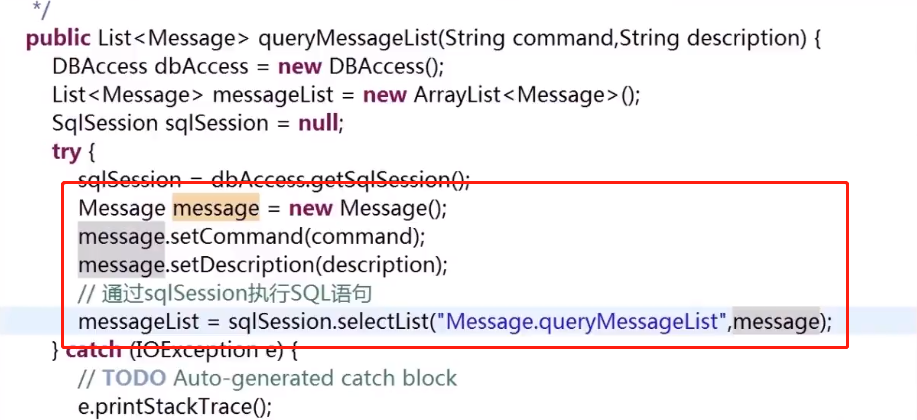 */
public List<Message> queryMessageList(String command,String description) {
DBAccess dbAccess = new DBAccess();
List<Message> messageList = new ArrayList<Message>();
SqlSession sqlSession = null;
try {
sqlSession = dbAccess.getSqlSession();
Message message = new Message();
message.setCommand(command);
message.setDescription(description);
// 通过sqlSession执行SQL语句
messageList = sqlSession.selectList("Message.queryMessageList",message);
} catch (IOException e) {
// TODO Auto-generated catch block
e.printStackTrace();